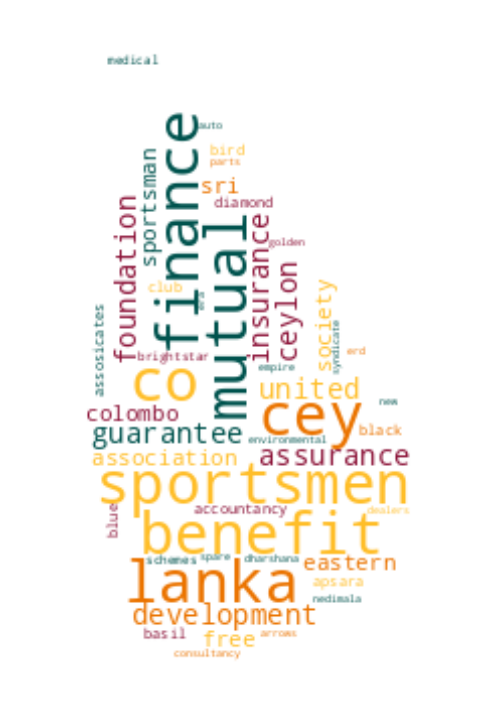 medical
auto
bird
parts
finance
sportsman
sri
diamond
foundation
mutual
insurance
golden
ceylon
club
era
society
syndicate
assosicates
brightstar
erd
empire
co
united
new
colombo
cey
black
guarantee
environmental
association
assurance
sportsmen
blue
accountancy
dealers
benefit
schemes
spare
dharshana
eastern
lanka
apsara
nedimala
development
basil
free
arrows
consultancy